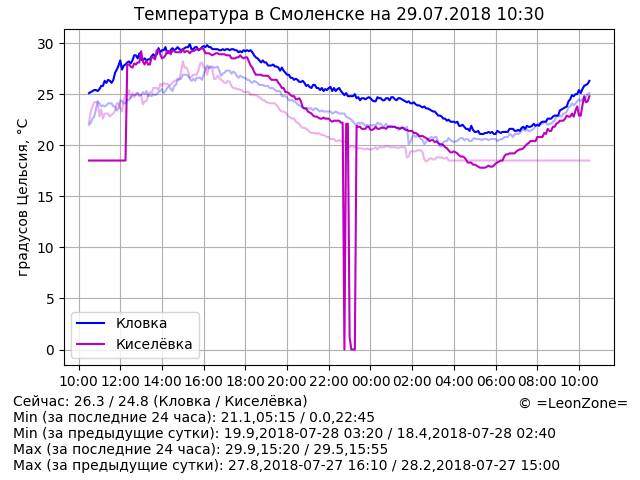 Температура в Смоленске на 29.07.2018 10:30
градусов Цельсия, °C
30
25
20
15
10
5
0
Кловка
Киселёвка
10:00 12:00 14:00 16:00 18:00 20:00 22:00 00:00 02:00 04:00 06:00 08:00 10:00
Сейчас: 26.3 / 24.8 (Кловка / Киселёвка)
© =LeonZone=
Min (за последние 24 часа): 21.1,05:15 / 0.0,22:45
Min (за предыдущие сутки): 19.9,2018-07-28 03:20 / 18.4,2018-07-28 02:40
Max (за последние 24 часа): 29.9,15:20 / 29.5,15:55
Max (за предыдущие сутки): 27.8,2018-07-27 16:10 / 28.2,2018-07-27 15:00